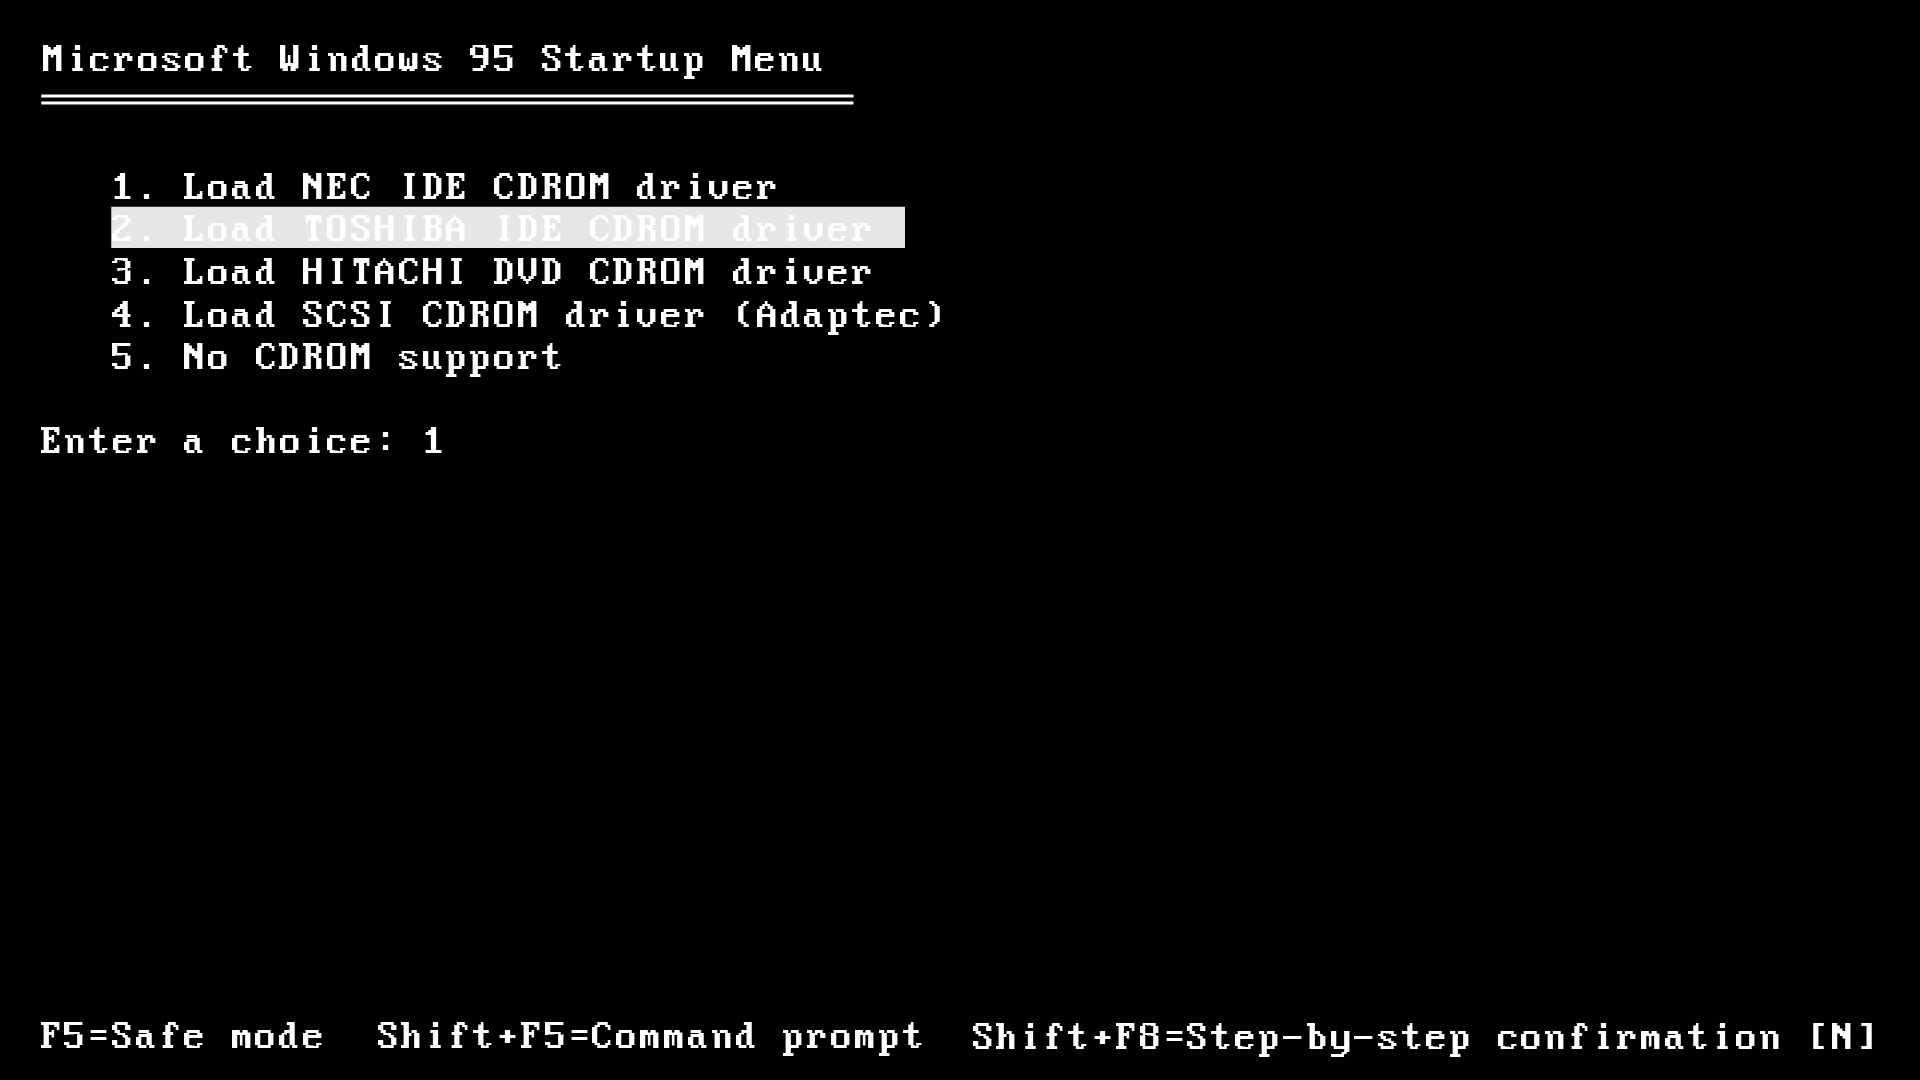 Microsoft Windows 95 Startup Menu
1. Load NEC IDE CDROM driver
2. Load TOSHIBA IDE CDROM driver
3. Load HITACHI DVD CDROM driver
4. Load SCSI CDROM driver (Adaptec)
5. No CDROM support
Enter a choice: 1
F5=Safe mode Shift+F5=Command prompt Shift+F8=Step-by-step confirmation [N]